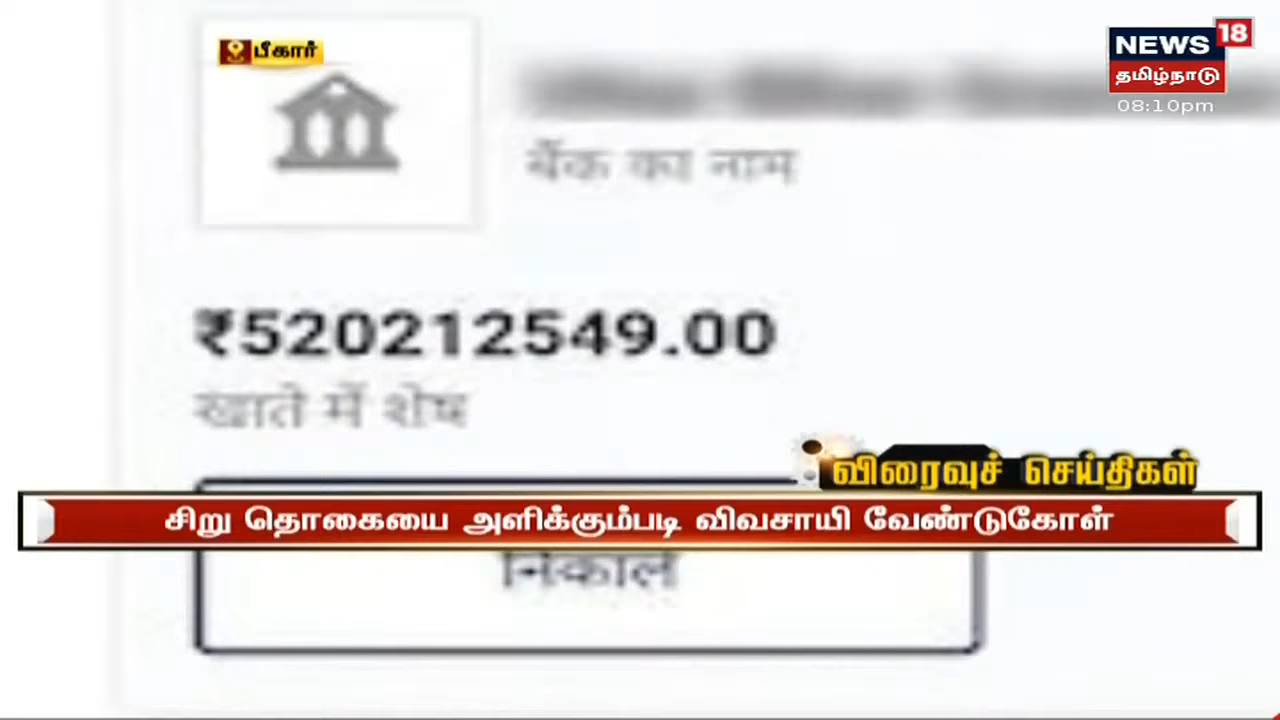 பீகார்
NEWS 18
தமிழ்நாடு
08:10pm
बैंक का नाम
₹520212549.00
खाते में शेष
விரைவுச் செய்திகள்
சிறு தொகையை அளிக்கும்படி விவசாயி வேண்டுகோள்